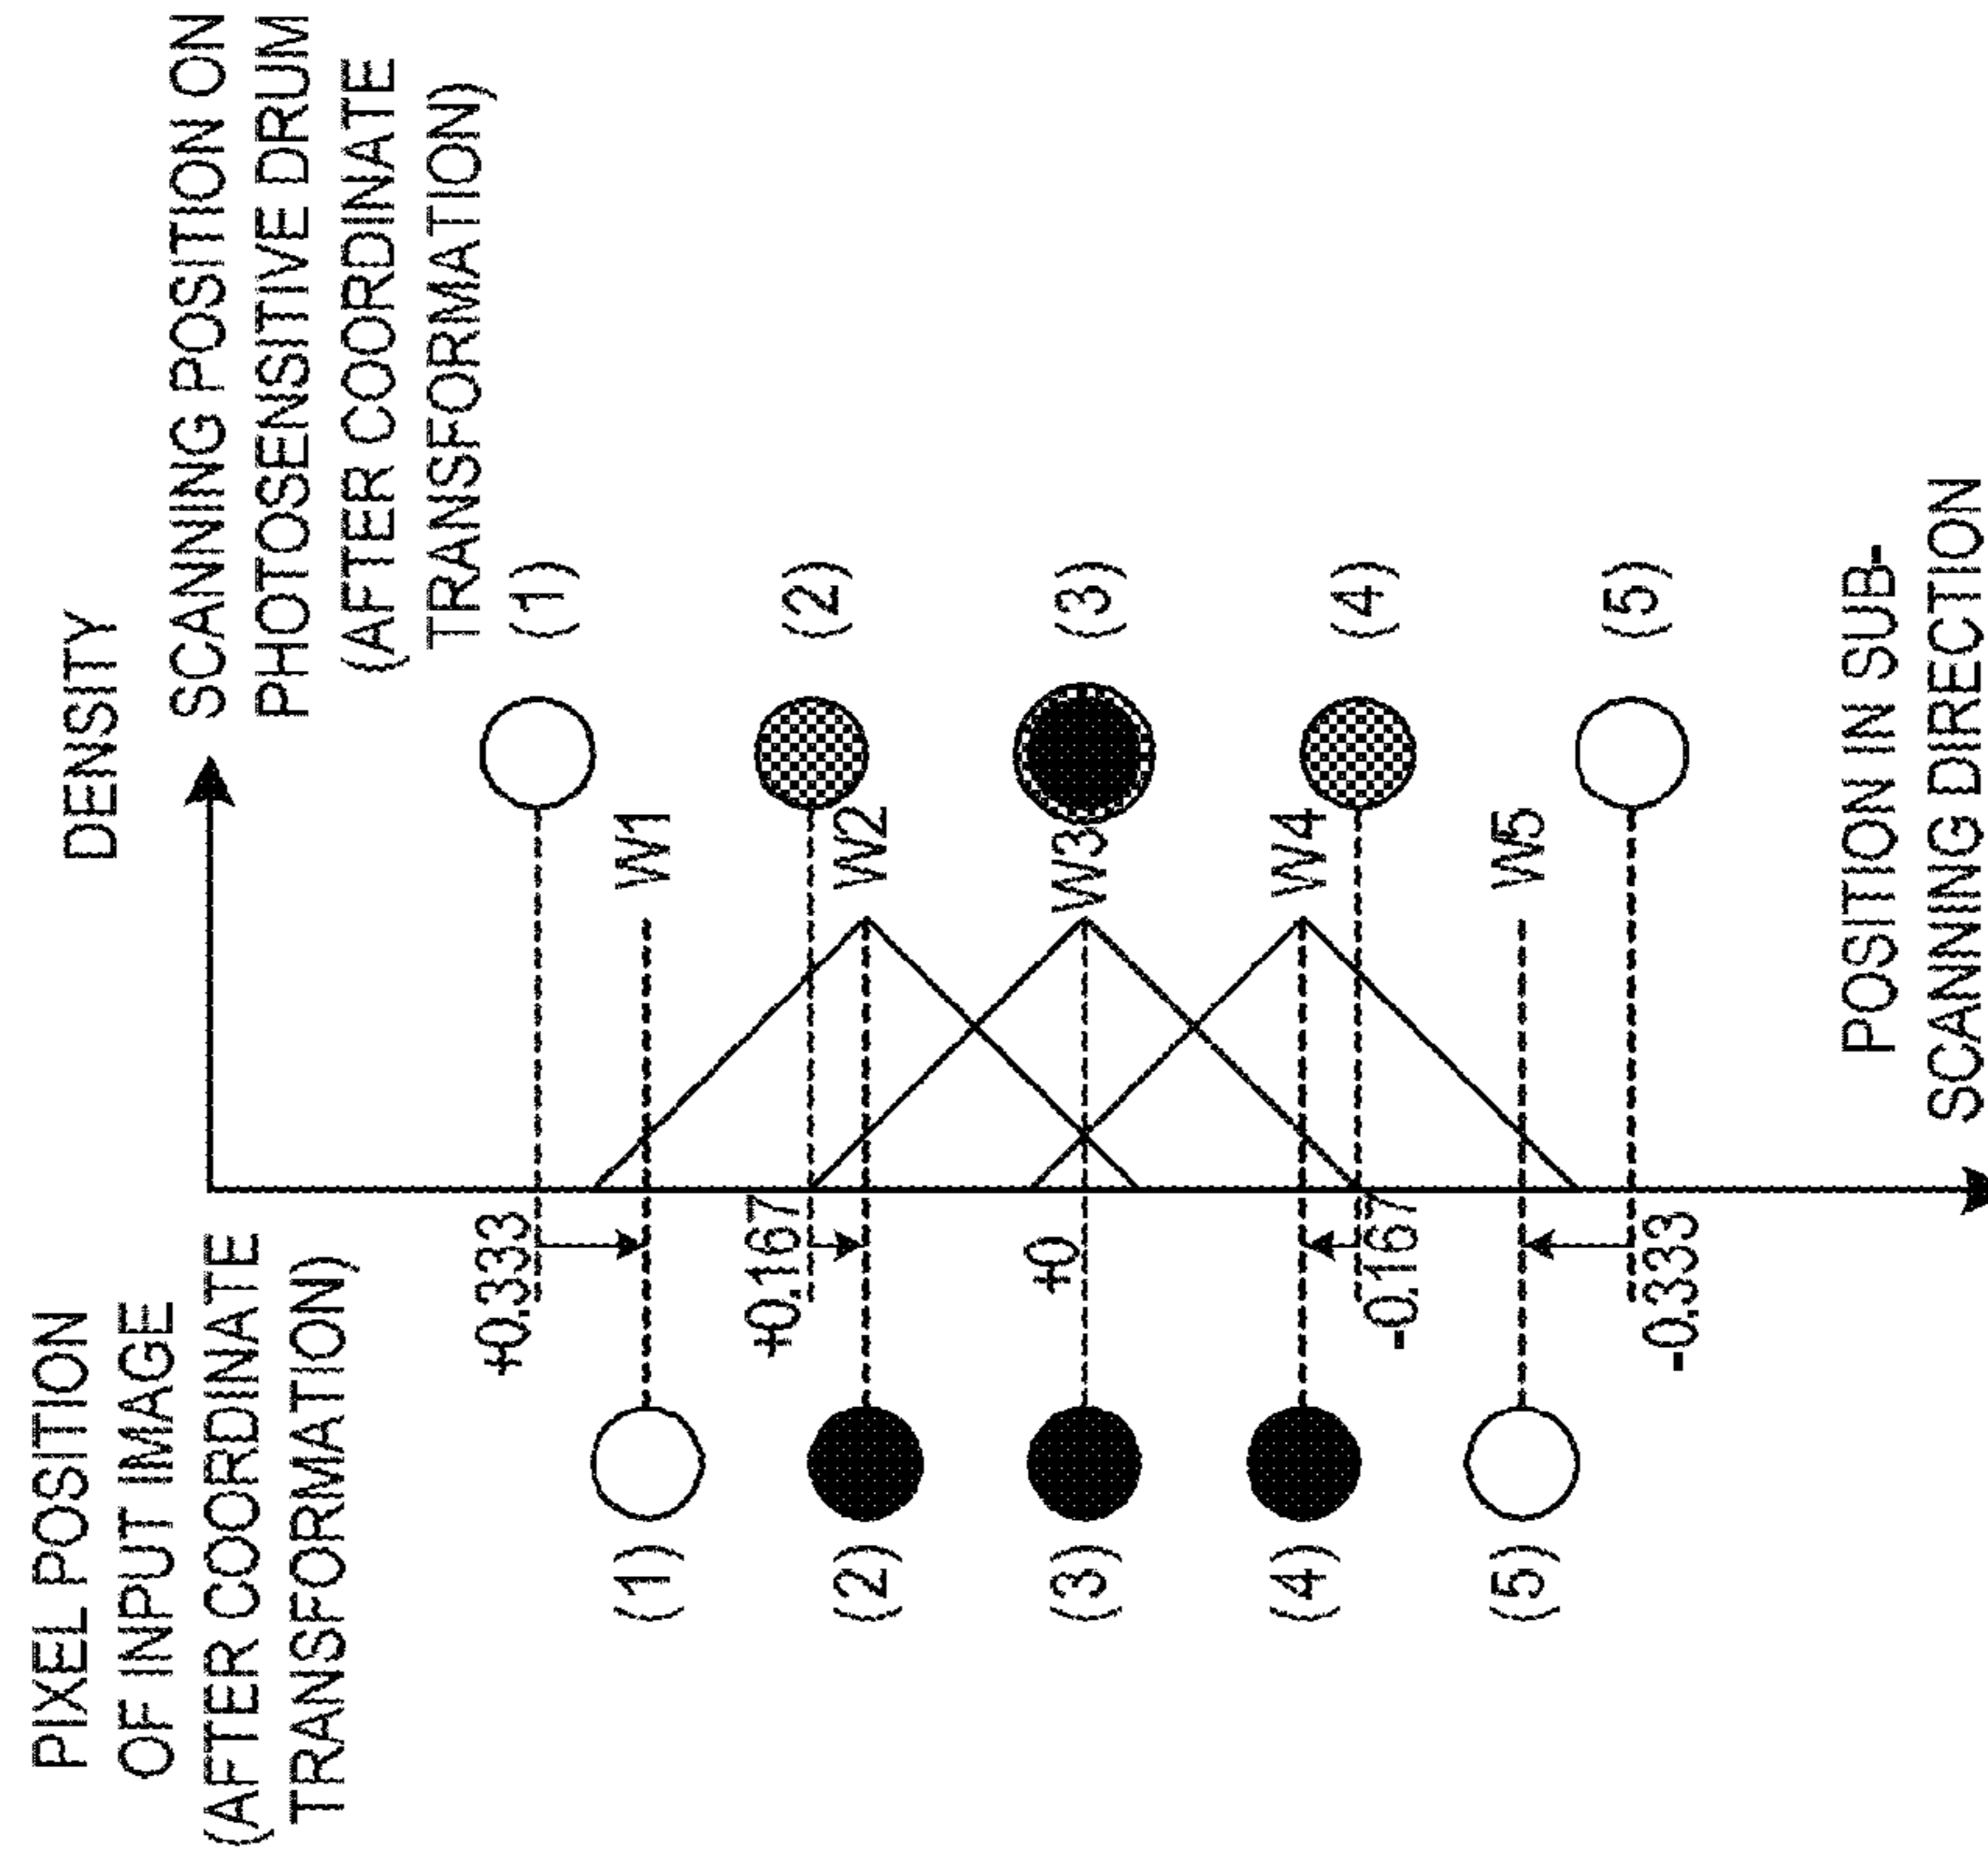 PIXEL POSITION
OF INPUT IMAGE
(AFTER COORDINATE
TRANSFORMATION)
DENSITY
SCANNING POSITION ON
PHOTOSENSITIVE DRUM
(AFTER COORDINATE
TRANSFORMATION)
+0.333
(1)
W1
(1)
+0.167
(2)
W2
(2)
+0
(3)
W3
(3)
(4)
W4
-0.167
(4)
(5)
W5
-0.333
(5)
POSITION IN SUB-
SCANNING DIRECTION